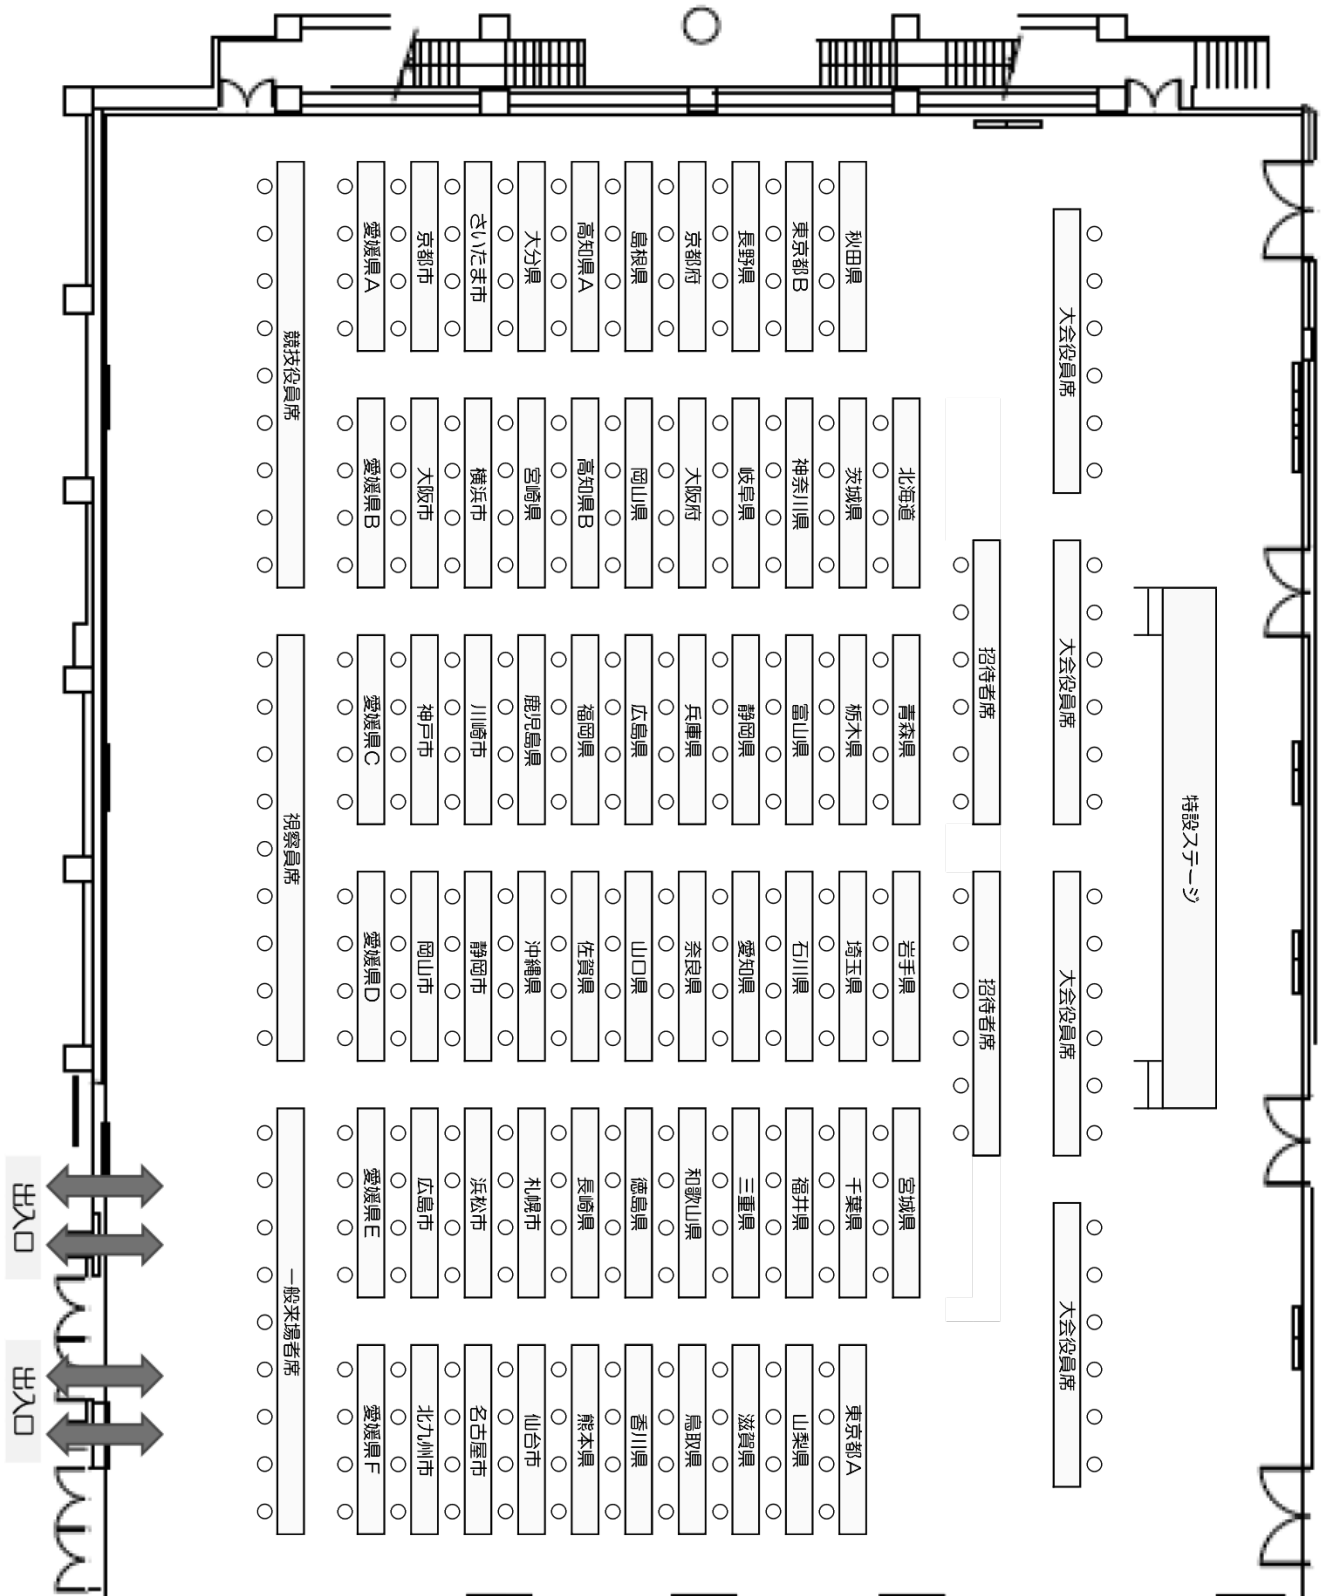 特設ステージ
大会役員席
大会役員席
大会役員席
大会役員席
招待者席
招待者席
北海道
青森県
岩手県
宮城県
秋田県
茨城県
栃木県
埼玉県
千葉県
東京都A
東京都B
神奈川県
富山県
石川県
福井県
山梨県
長野県
岐阜県
静岡県
愛知県
三重県
滋賀県
京都府
大阪府
兵庫県
奈良県
和歌山県
鳥取県
島根県
岡山県
広島県
山口県
徳島県
香川県
高知県A
高知県B
福岡県
佐賀県
長崎県
熊本県
大分県
宮崎県
鹿児島県
沖縄県
札幌市
仙台市
さいたま市
横浜市
川崎市
静岡市
浜松市
名古屋市
京都市
大阪市
神戸市
岡山市
広島市
北九州市
愛媛県A
愛媛県B
愛媛県C
愛媛県D
愛媛県E
愛媛県F
競技役員席
視察員席
一般来場者席
出入口
出入口